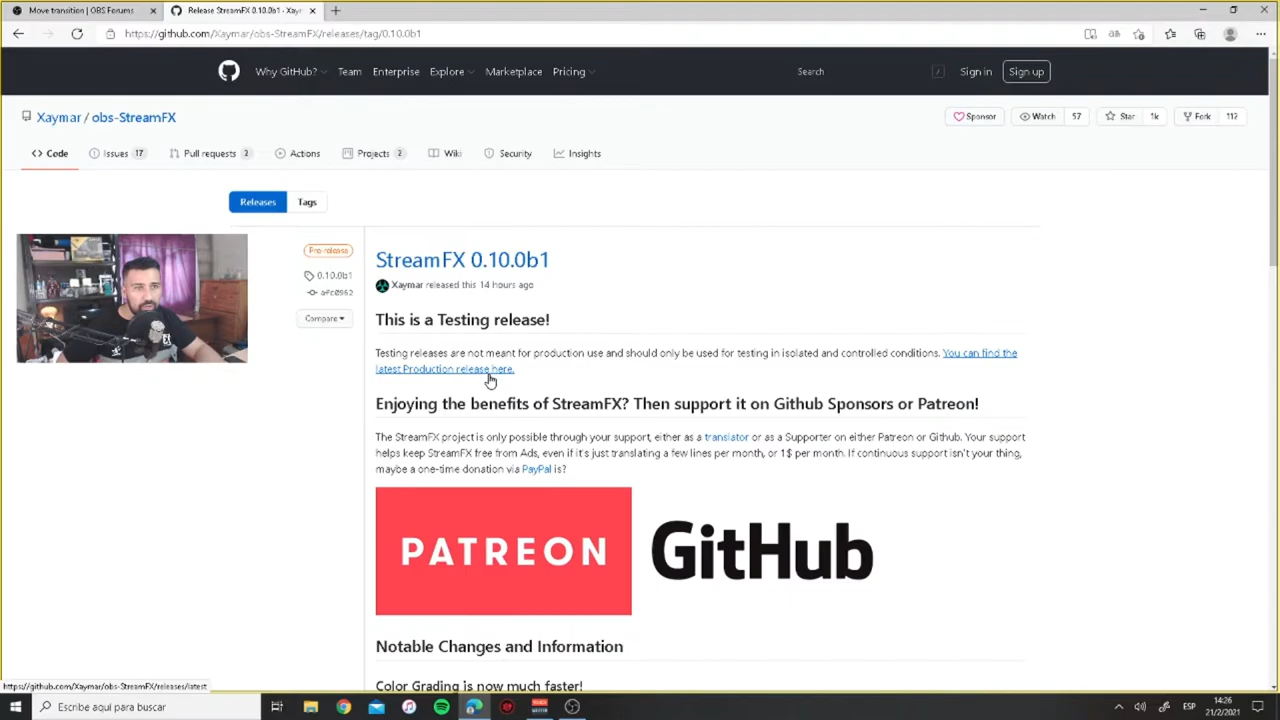 Move transition | OBS Forums
Release StreamFX 0.10.0b1 · Xay
https://github.com/Xaymar/obs-StreamFX/releases/tag/0.10.0b1
Why GitHub? Team Enterprise Explore Marketplace Pricing Search / Sign in Sign up
Xaymar / obs-StreamFX Sponsor Watch 57 Star 1k Fork 112
Code Issues 17 Pull requests 2 Actions Projects 2 Wiki Security Insights
Releases Tags
Pre-release
0.10.0b1
afc0962
Compare
StreamFX 0.10.0b1
Xaymar released this 14 hours ago
This is a Testing release!
Testing releases are not meant for production use and should only be used for testing in isolated and controlled conditions. You can find the
latest Production release here.
Enjoying the benefits of StreamFX? Then support it on Github Sponsors or Patreon!
The StreamFX project is only possible through your support, either as a translator or as a Supporter on either Patreon or Github. Your support
helps keep StreamFX free from Ads, even if it's just translating a few lines per month, or 1$ per month. If continuous support isn't your thing,
maybe a one-time donation via PayPal is?
PATREON GitHub
Notable Changes and Information
Color Grading is now much faster!
https://github.com/Xaymar/obs-StreamFX/releases/latest
Escribe aquí para buscar
ESP
14:26
21/2/2021